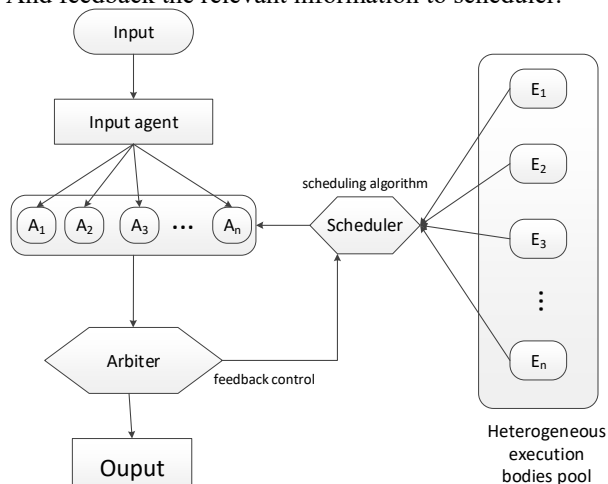 And feedback the relevant information to scheduler.
Input
Input agent
A₁ A₂ A₃ ••• Aₙ
scheduling algorithm
Scheduler
Arbiter
feedback control
Ouput
E₁
E₂
E₃
⋮
Eₙ
Heterogeneous
execution
bodies pool